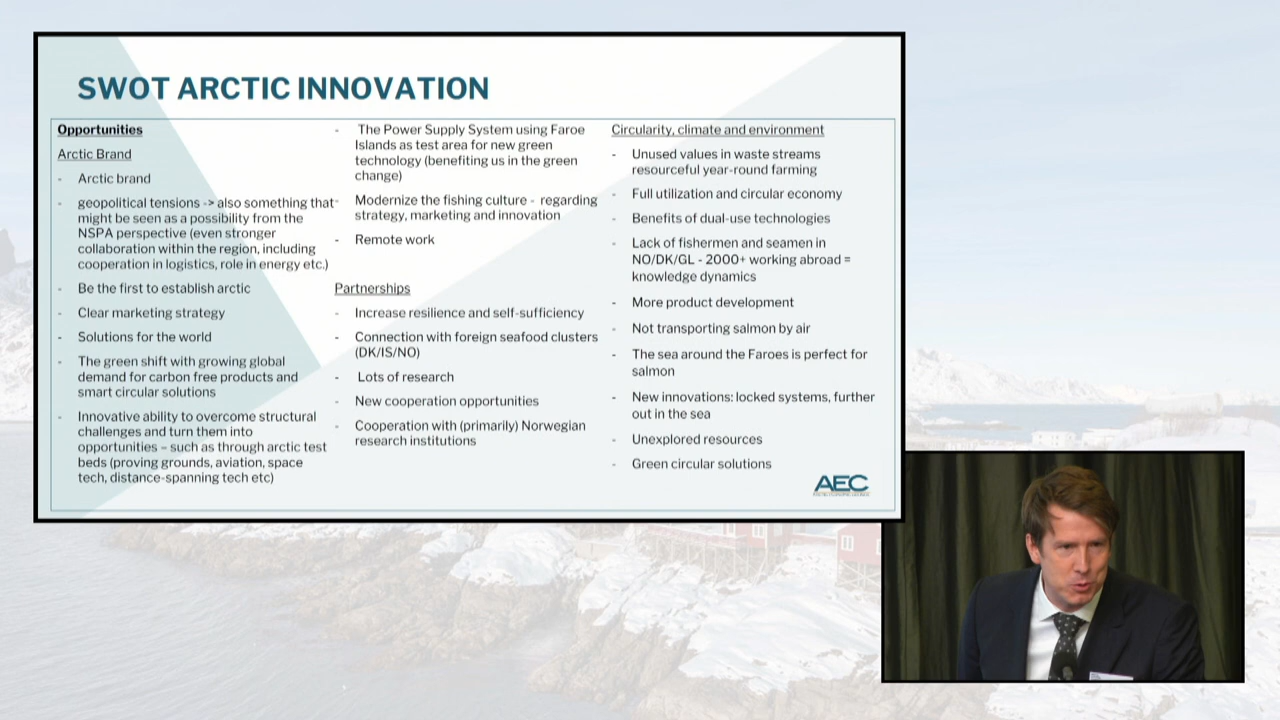 SWOT ARCTIC INNOVATION
Opportunities
Arctic Brand
- Arctic brand
- geopolitical tensions -> also something that
might be seen as a possibility from the
NSPA perspective (even stronger
collaboration within the region, including
cooperation in logistics, role in energy etc.)
- Be the first to establish arctic
- Clear marketing strategy
- Solutions for the world
- The green shift with growing global
demand for carbon free products and
smart circular solutions
- Innovative ability to overcome structural
challenges and turn them into
opportunities – such as through arctic test
beds (proving grounds, aviation, space
tech, distance-spanning tech etc)
- The Power Supply System using Faroe
Islands as test area for new green
technology (benefiting us in the green
change)
- Modernize the fishing culture - regarding
strategy, marketing and innovation
- Remote work
Partnerships
- Increase resilience and self-sufficiency
- Connection with foreign seafood clusters
(DK/IS/NO)
- Lots of research
- New cooperation opportunities
- Cooperation with (primarily) Norwegian
research institutions
Circularity, climate and environment
- Unused values in waste streams
resourceful year-round farming
- Full utilization and circular economy
- Benefits of dual-use technologies
- Lack of fishermen and seamen in
NO/DK/GL - 2000+ working abroad =
knowledge dynamics
- More product development
- Not transporting salmon by air
- The sea around the Faroes is perfect for
salmon
- New innovations: locked systems, further
out in the sea
- Unexplored resources
- Green circular solutions
AEC